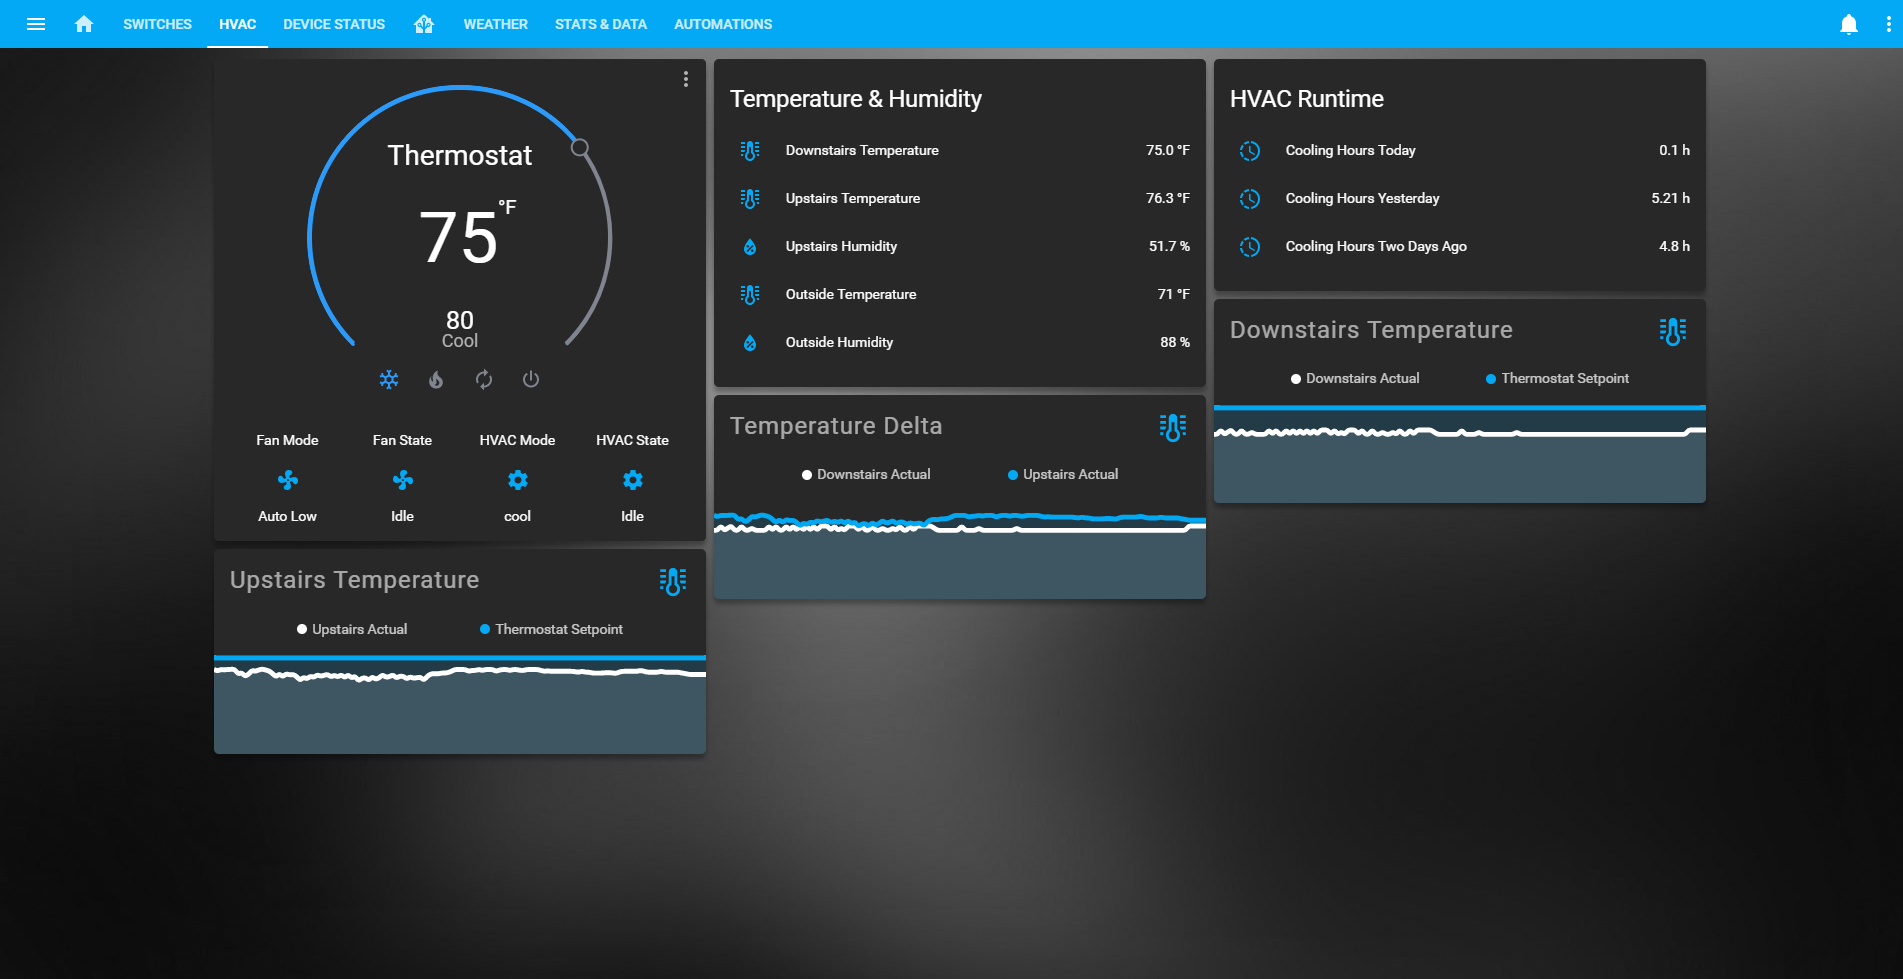 SWITCHES HVAC DEVICE STATUS WEATHER STATS & DATA AUTOMATIONS
Thermostat
75 °F
80
Cool
Fan Mode Fan State HVAC Mode HVAC State
Auto Low Idle cool Idle
Upstairs Temperature
Upstairs Actual Thermostat Setpoint
Temperature & Humidity
Downstairs Temperature 75.0 °F
Upstairs Temperature 76.3 °F
Upstairs Humidity 51.7 %
Outside Temperature 71 °F
Outside Humidity 88 %
Temperature Delta
Downstairs Actual Upstairs Actual
HVAC Runtime
Cooling Hours Today 0.1 h
Cooling Hours Yesterday 5.21 h
Cooling Hours Two Days Ago 4.8 h
Downstairs Temperature
Downstairs Actual Thermostat Setpoint